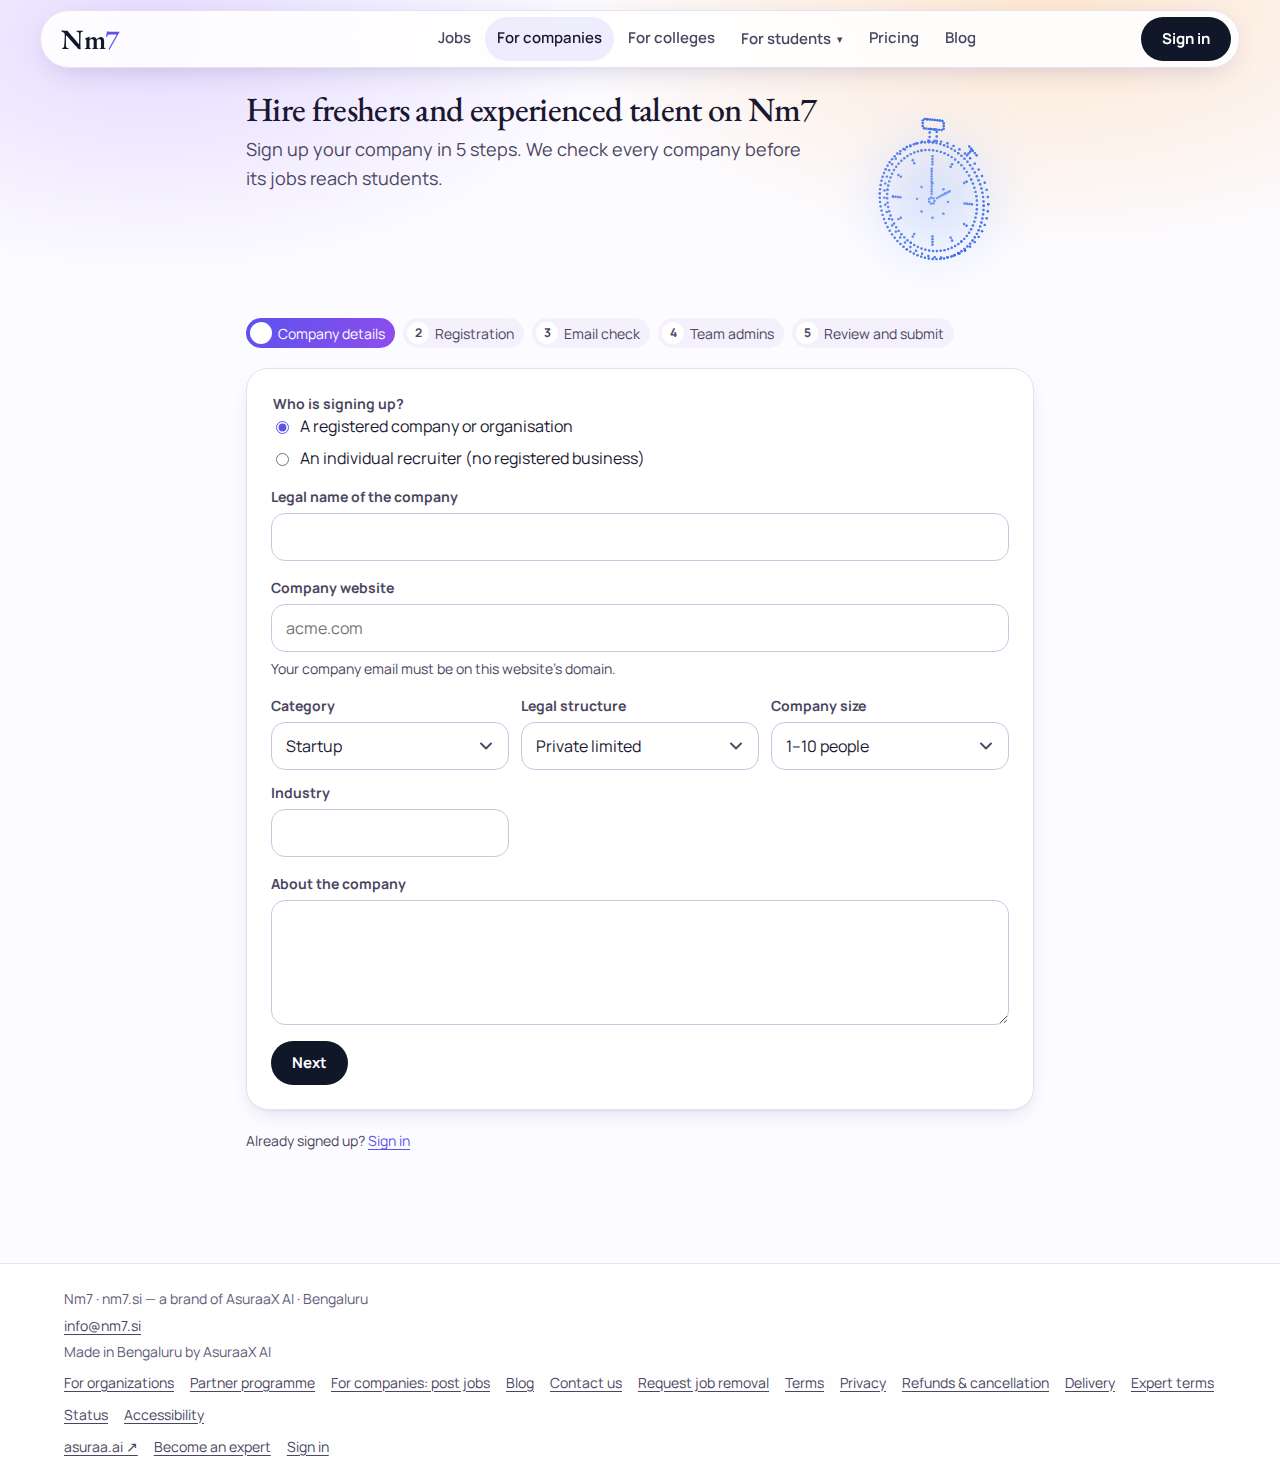 Nm7
Jobs
For companies
For colleges
For students ▾
Pricing
Blog
Sign in
Hire freshers and experienced talent on Nm7
Sign up your company in 5 steps. We check every company before
its jobs reach students.
Company details
2 Registration
3 Email check
4 Team admins
5 Review and submit
Who is signing up?
A registered company or organisation
An individual recruiter (no registered business)
Legal name of the company
Company website
acme.com
Your company email must be on this website's domain.
Category
Legal structure
Company size
Startup
Private limited
1–10 people
Industry
About the company
Next
Already signed up? Sign in
Nm7 · nm7.si — a brand of AsuraaX AI · Bengaluru
info@nm7.si
Made in Bengaluru by AsuraaX AI
For organizations Partner programme For companies: post jobs Blog Contact us Request job removal Terms Privacy Refunds & cancellation Delivery Expert terms
Status Accessibility
asuraa.ai ↗ Become an expert Sign in